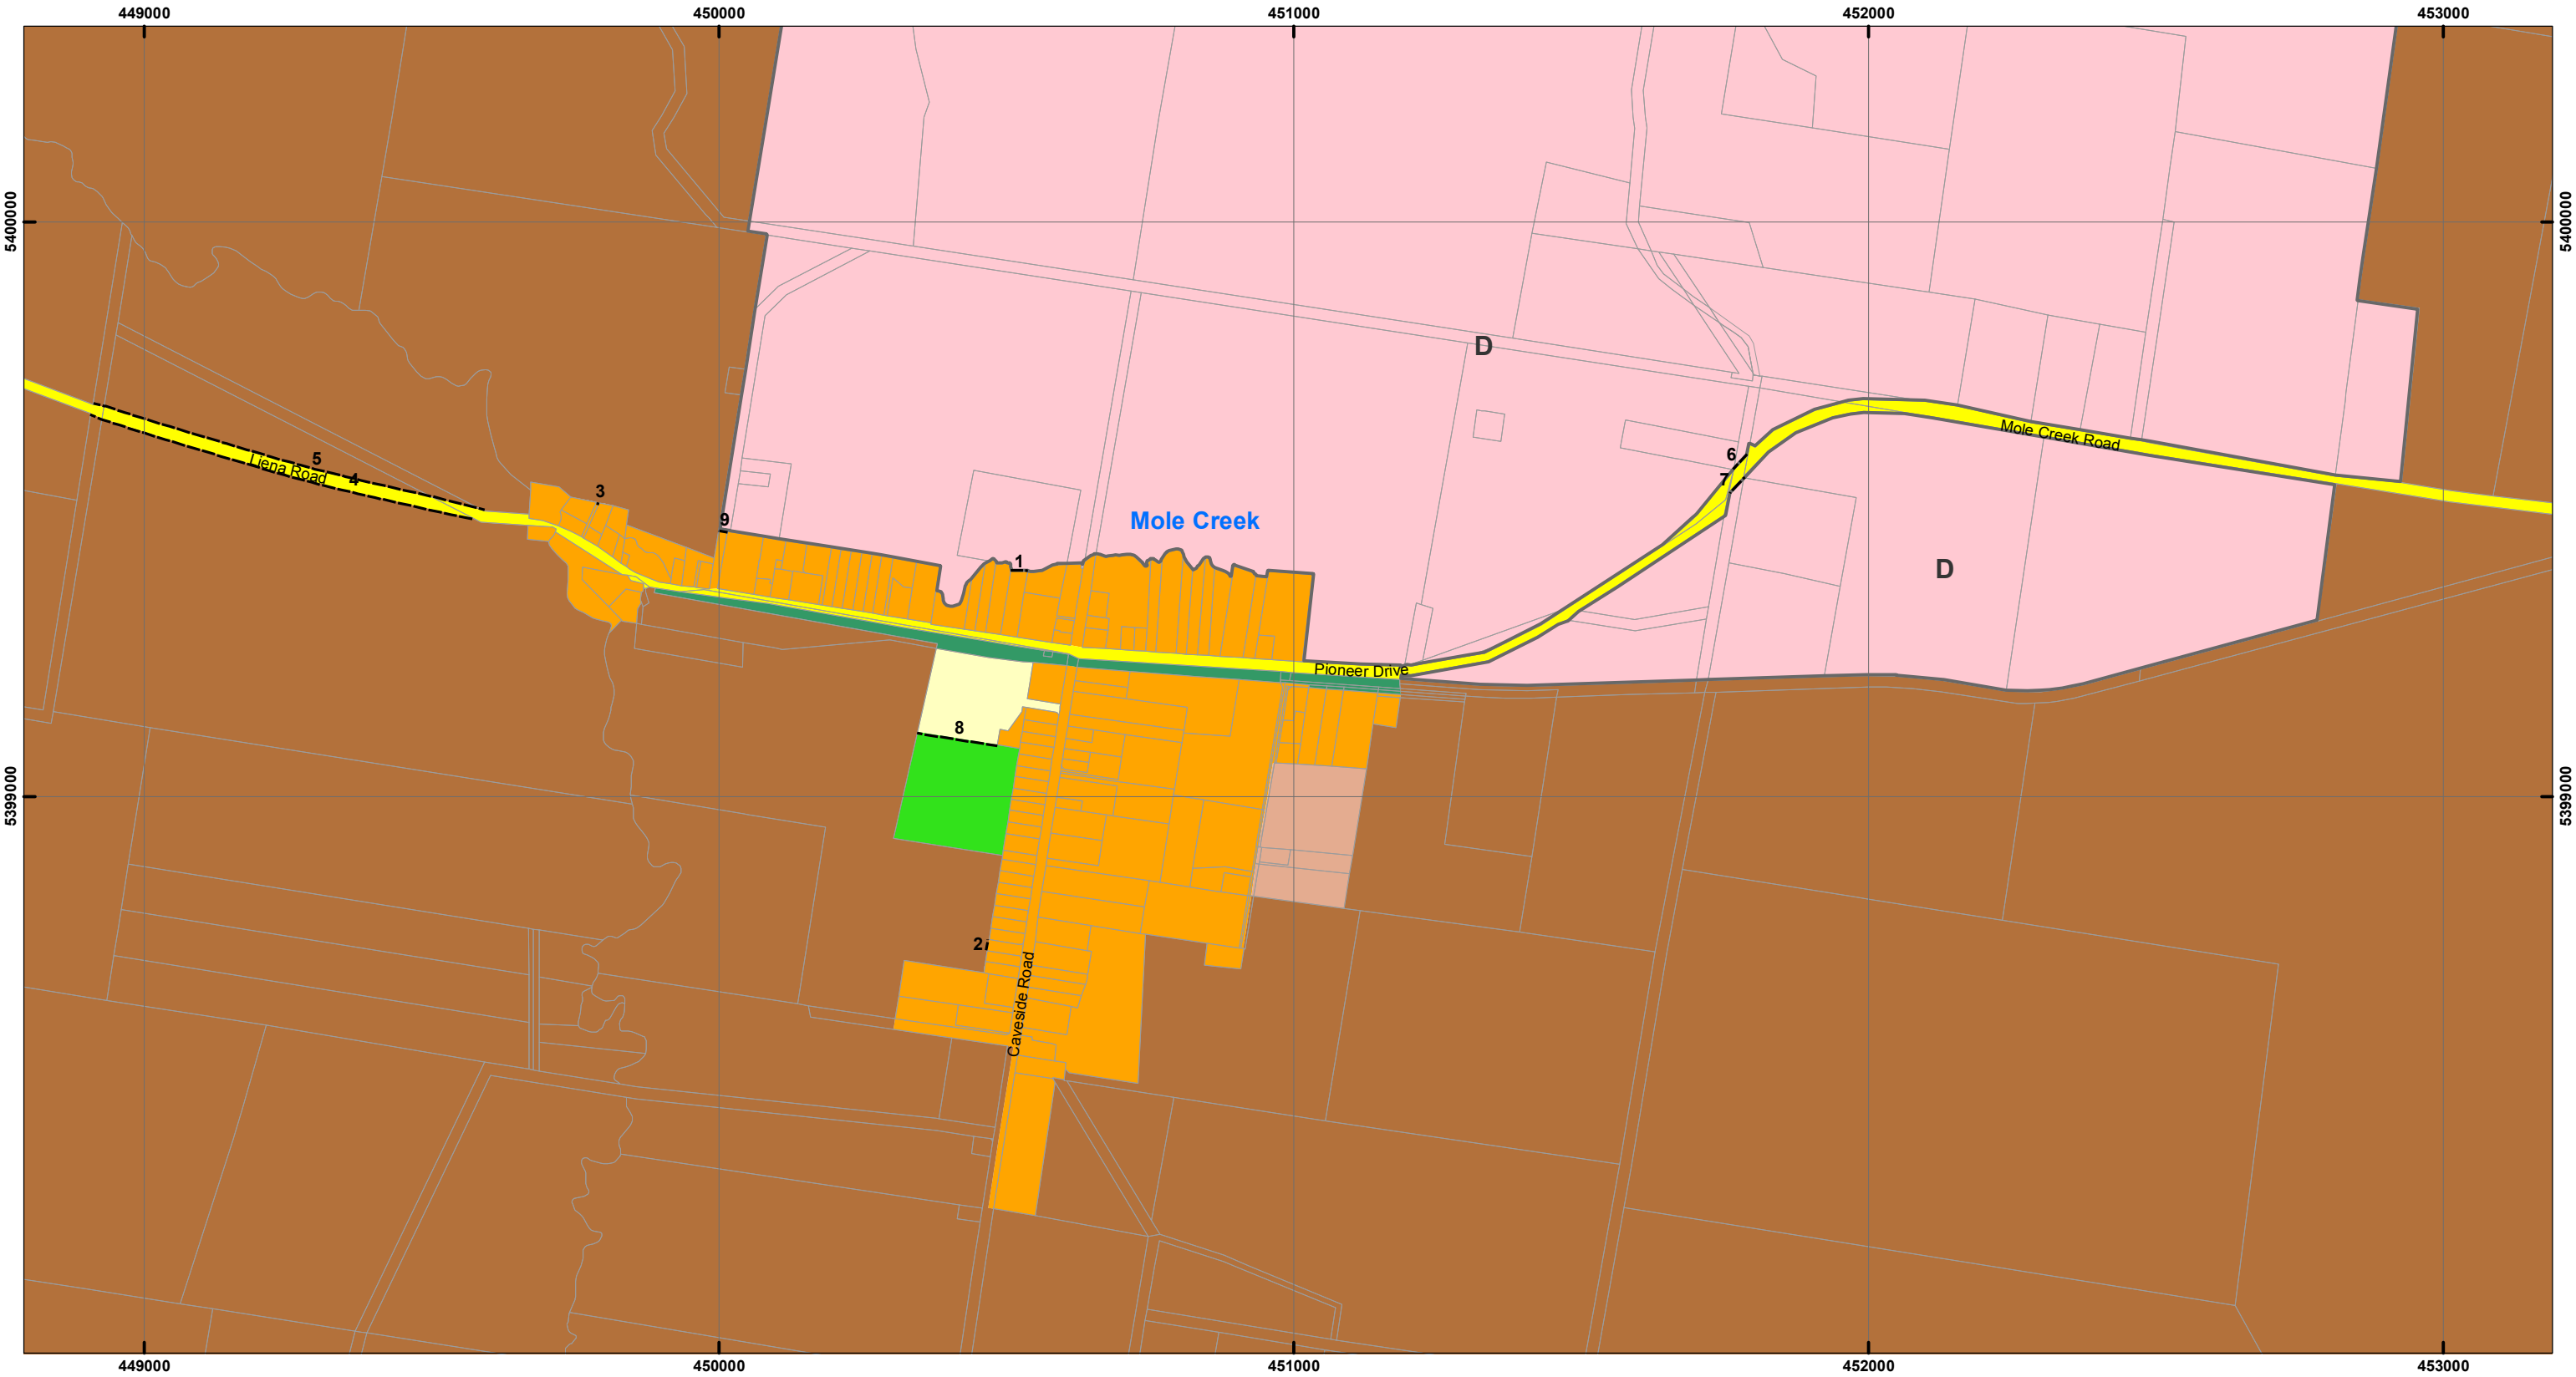 449000 450000 451000 452000 453000
5400000 5400000
D
Mole Creek Road
6
5
Liena Road 4
7
3
9
Mole Creek
1
D
Pioneer Drive
8
5399000 5399000
2
Caveside Road
449000 450000 451000 452000 453000